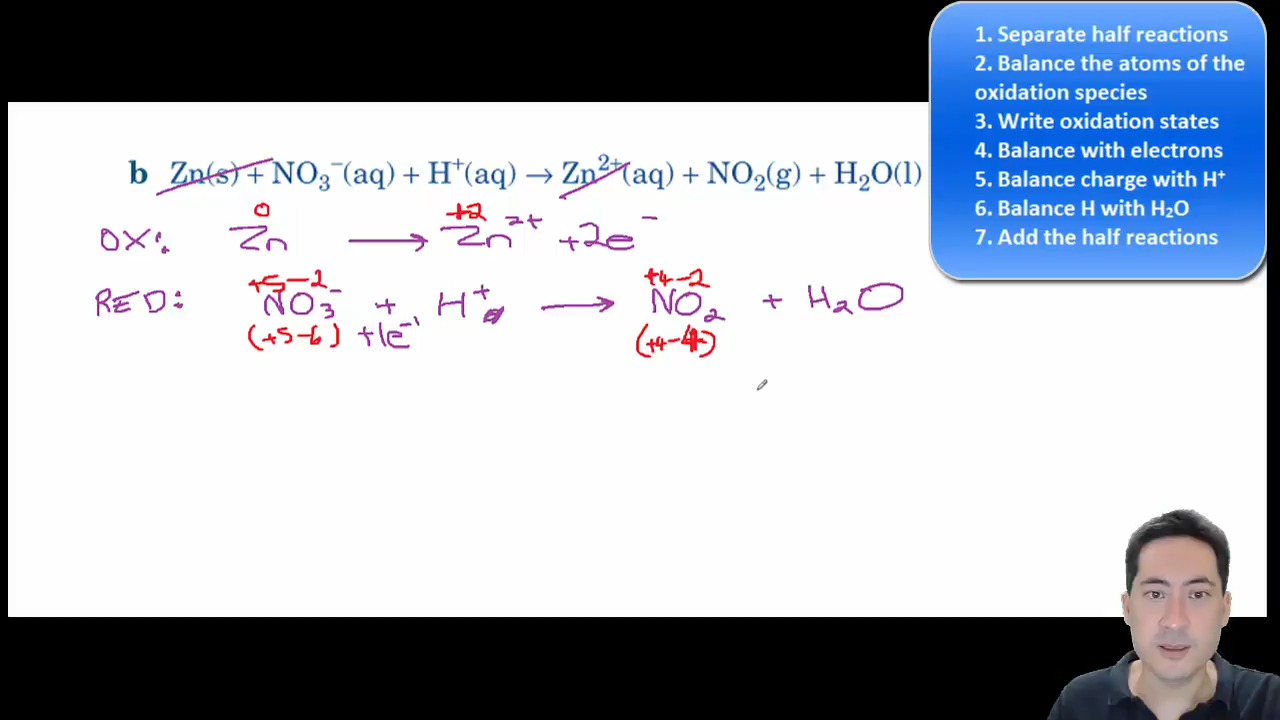 1. Separate half reactions
2. Balance the atoms of the
oxidation species
3. Write oxidation states
4. Balance with electrons
5. Balance charge with H⁺
6. Balance H with H₂O
7. Add the half reactions
b Zn(s) + NO₃⁻(aq) + H⁺(aq) → Zn²⁺(aq) + NO₂(g) + H₂O(l)
0 +2
OX: Zn → Zn²⁺ +2e⁻
+5 -2 +4 -2
RED: NO₃⁻ + H⁺ → NO₂ + H₂O
(+5-6) +1e⁻ (+4-4)